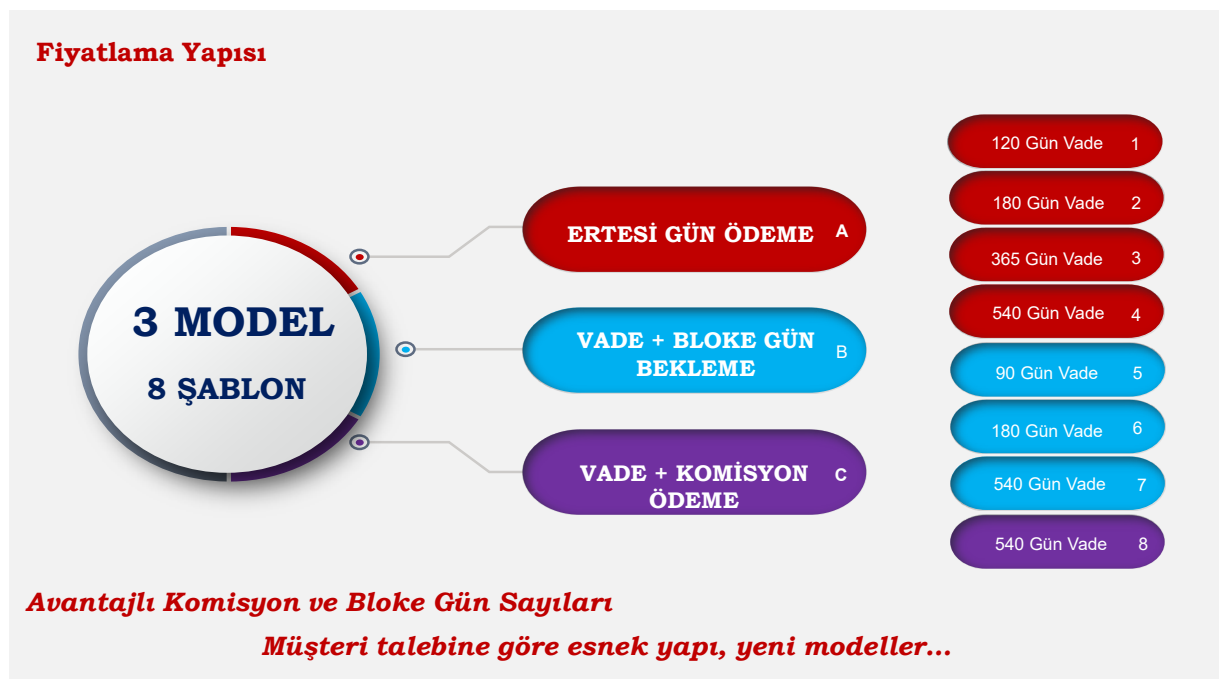 Fiyatlama Yapısı
3 MODEL
8 ŞABLON
ERTESİ GÜN ÖDEME A
VADE + BLOKE GÜN
BEKLEME
B
VADE + KOMİSYON
ÖDEME
C
120 Gün Vade 1
180 Gün Vade 2
365 Gün Vade 3
540 Gün Vade 4
90 Gün Vade 5
180 Gün Vade 6
540 Gün Vade 7
540 Gün Vade 8
Avantajlı Komisyon ve Bloke Gün Sayıları
Müşteri talebine göre esnek yapı, yeni modeller...